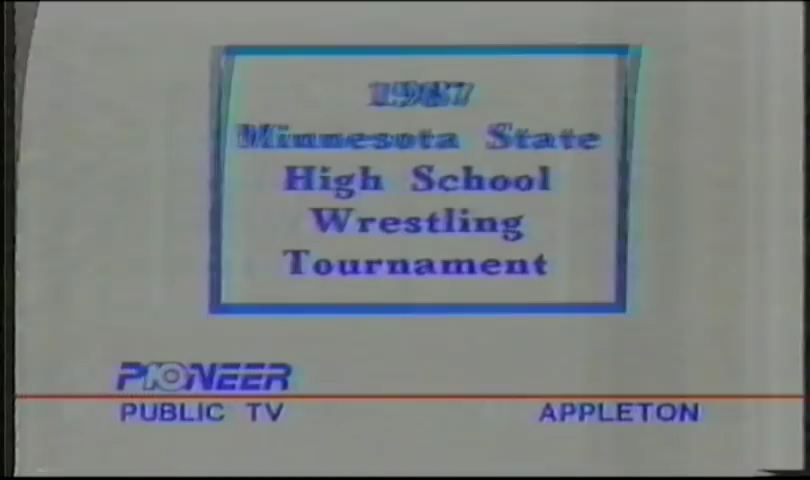 1987
Minnesota State
High School
Wrestling
Tournament
PIONEER
PUBLIC TV APPLETON